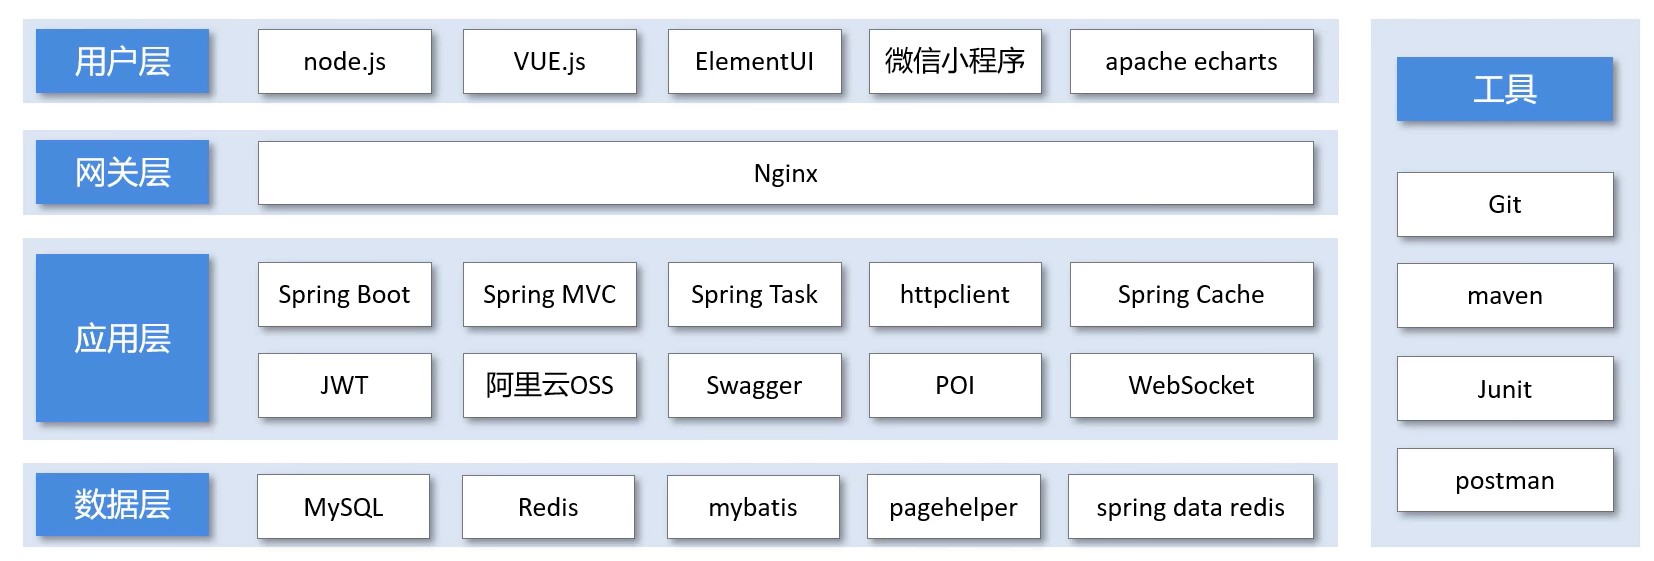 用户层
node.js
VUE.js
ElementUI
微信小程序
apache echarts
网关层
Nginx
应用层
Spring Boot
Spring MVC
Spring Task
httpclient
Spring Cache
JWT
阿里云OSS
Swagger
POI
WebSocket
数据层
MySQL
Redis
mybatis
pagehelper
spring data redis
工具
Git
maven
Junit
postman